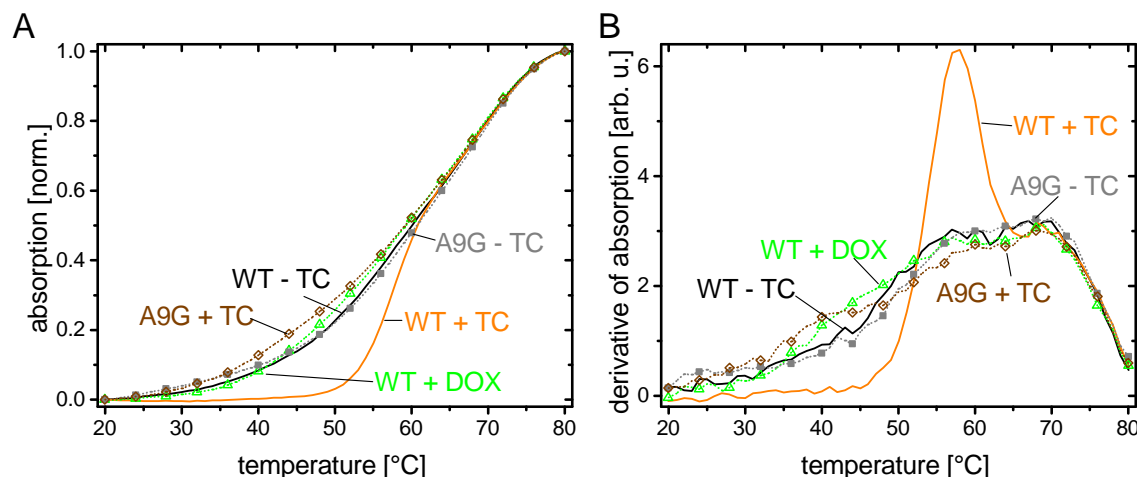 A
absorption [norm.]
1.0
0.8
0.6
0.4
0.2
0.0
20 30 40 50 60 70 80
temperature [°C]
A9G - TC
WT - TC
A9G + TC
WT + TC
WT + DOX
B
derivative of absorption [arb. u.]
6
4
2
0
20 30 40 50 60 70 80
temperature [°C]
WT + TC
A9G - TC
WT + DOX
WT - TC
A9G + TC